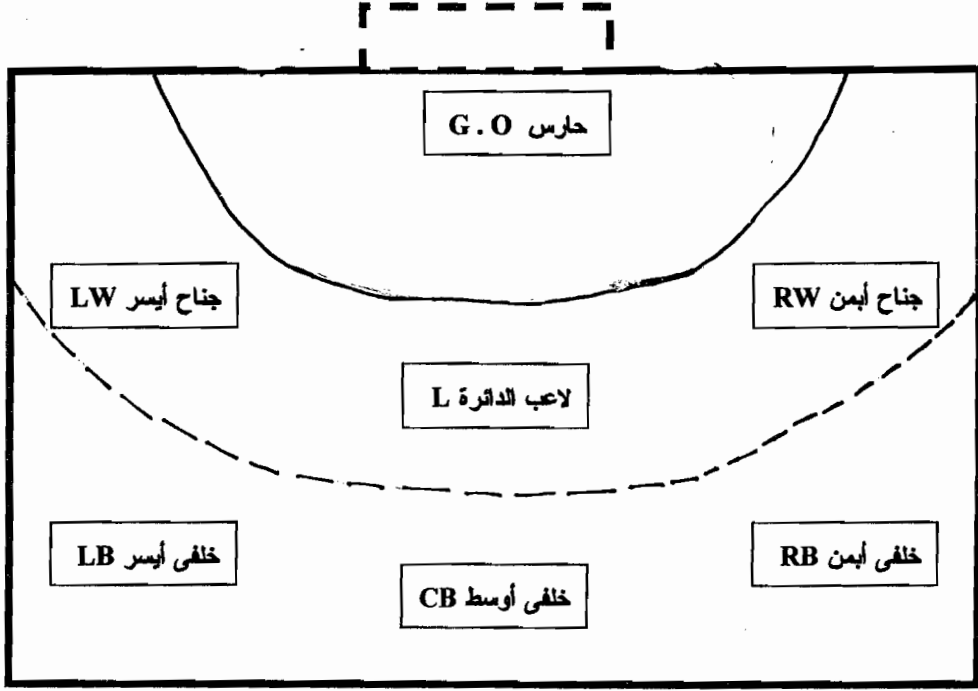 حارس G.O
جناح أيمن RW
جناح أيسر LW
لاعب الدائرة L
خلفى أيمن RB
خلفى أيسر LB
خلفى أوسط CB